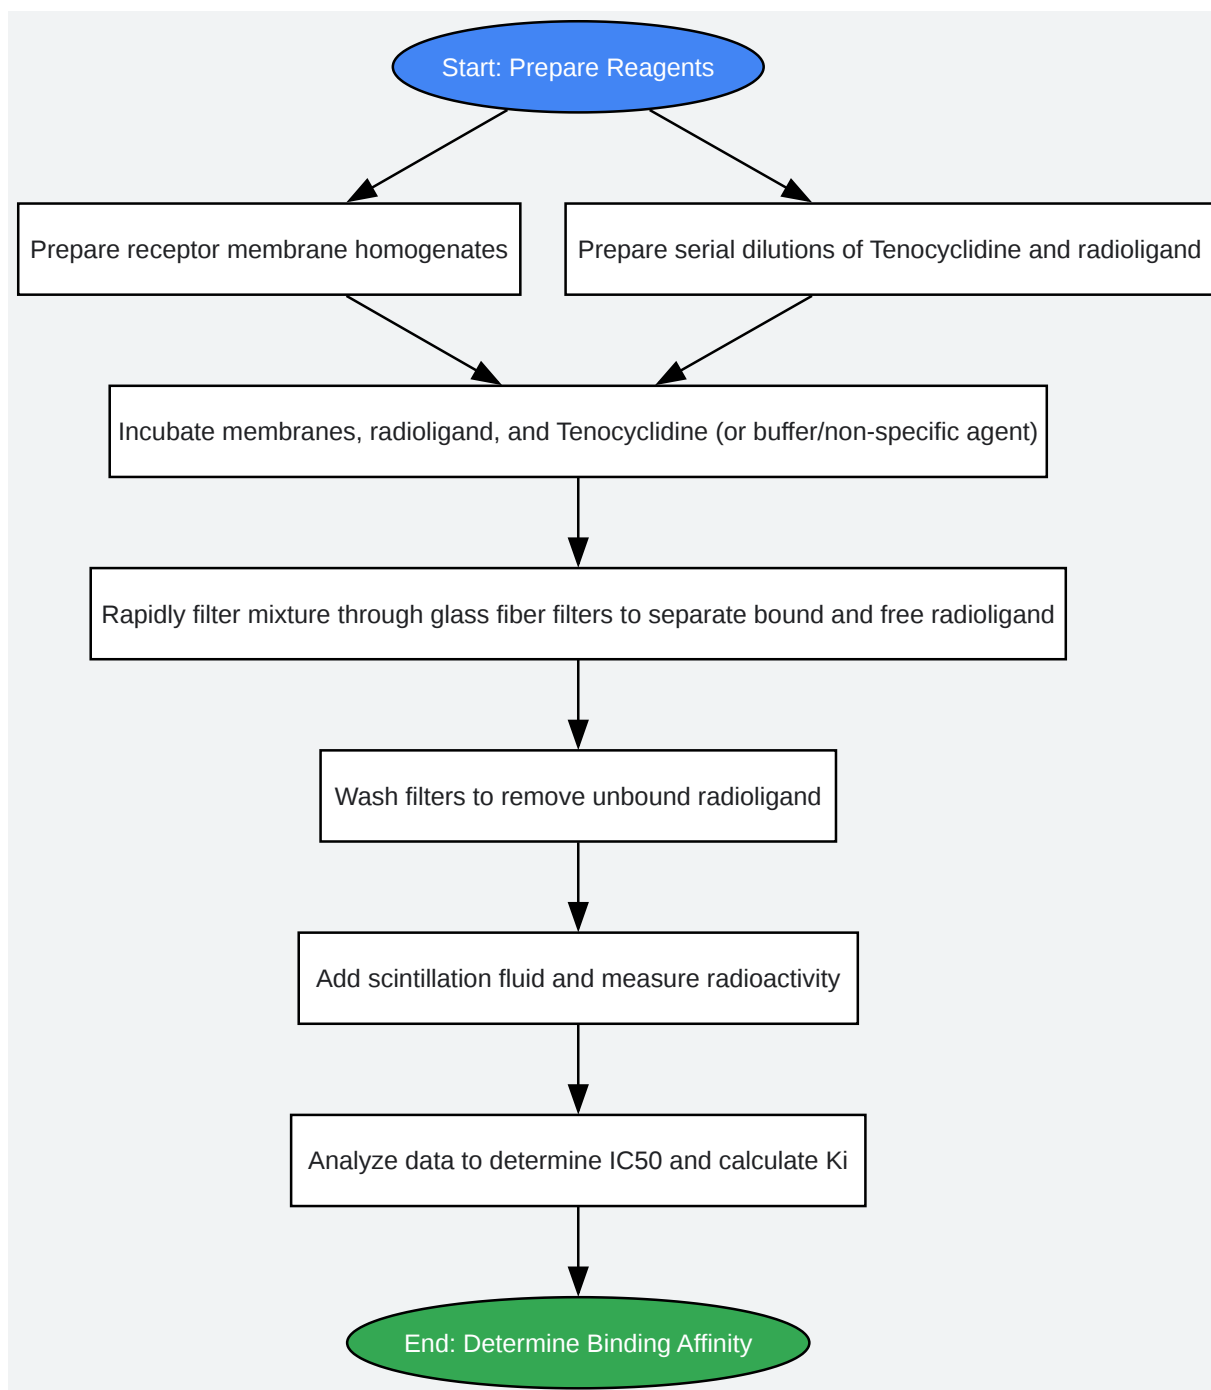 Start: Prepare Reagents
Prepare receptor membrane homogenates
Prepare serial dilutions of Tenocyclidine and radioligand
Incubate membranes, radioligand, and Tenocyclidine (or buffer/non-specific agent)
Rapidly filter mixture through glass fiber filters to separate bound and free radioligand
Wash filters to remove unbound radioligand
Add scintillation fluid and measure radioactivity
Analyze data to determine IC50 and calculate Ki
End: Determine Binding Affinity